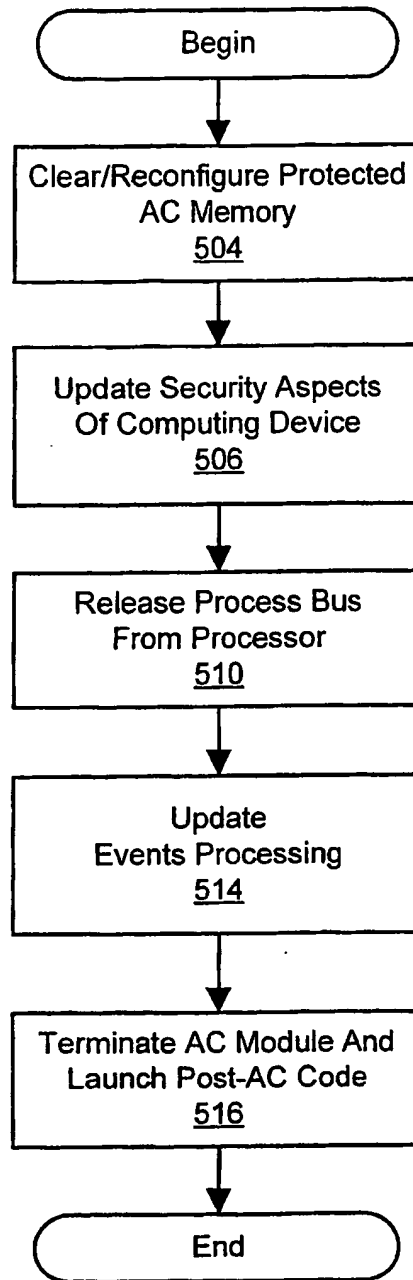 Begin
Clear/Reconfigure Protected
AC Memory
504
Update Security Aspects
Of Computing Device
506
Release Process Bus
From Processor
510
Update
Events Processing
514
Terminate AC Module And
Launch Post-AC Code
516
End